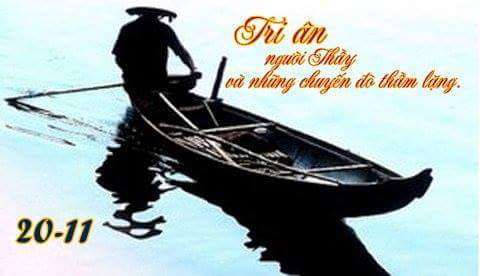 Tri ân
người Thầy
và những chuyến đò thầm lặng.
20-11